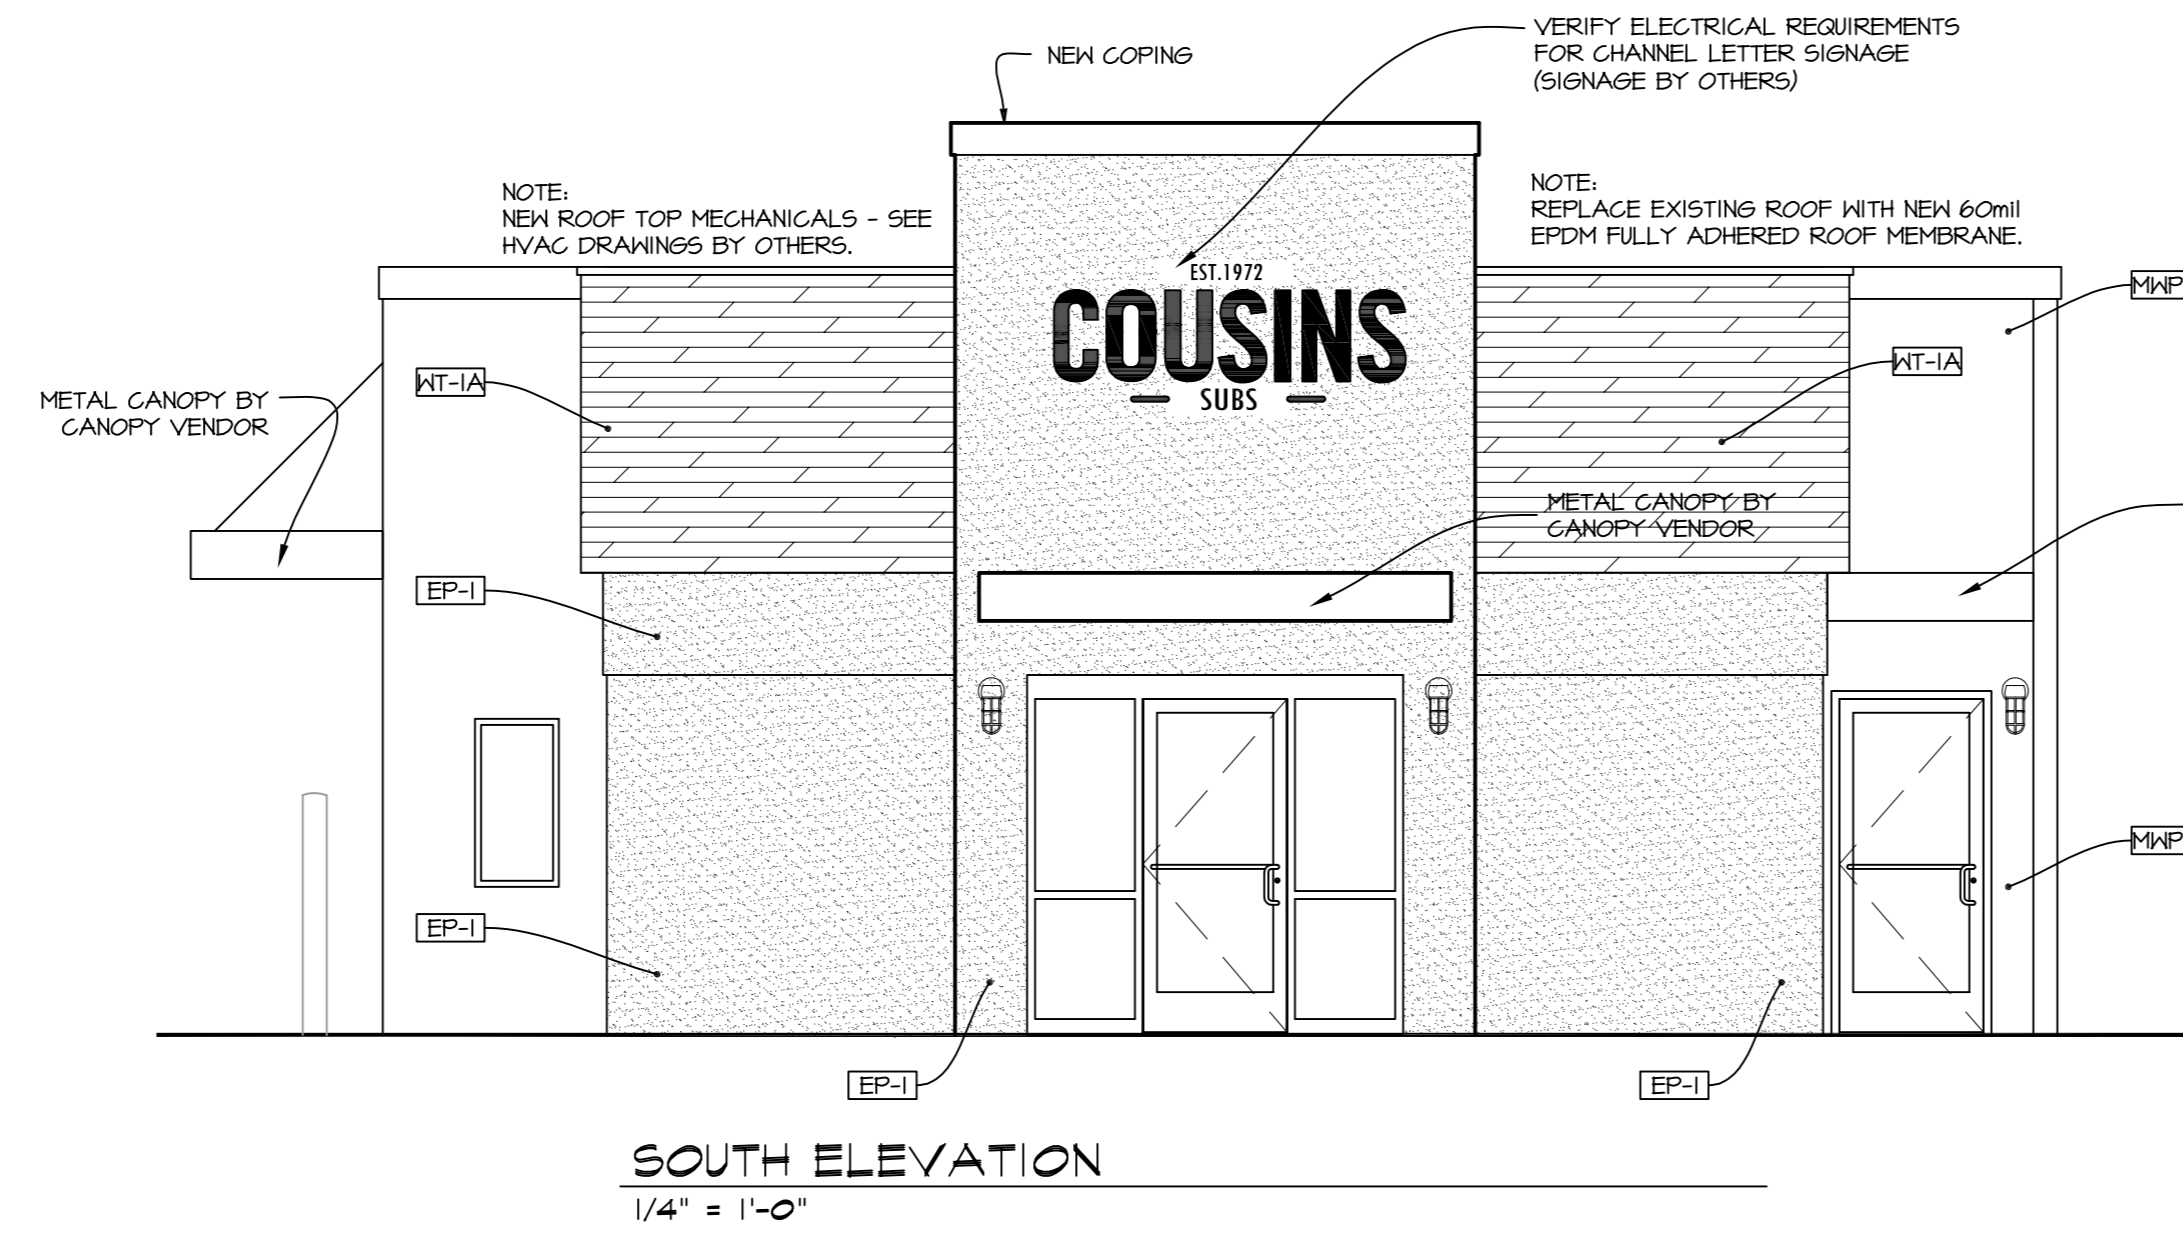 VERIFY ELECTRICAL REQUIREMENTS
FOR CHANNEL LETTER SIGNAGE
(SIGNAGE BY OTHERS)
NEW COPING
NOTE:
NEW ROOF TOP MECHANICALS - SEE
HVAC DRAWINGS BY OTHERS.
NOTE:
REPLACE EXISTING ROOF WITH NEW 60mil
EPDM FULLY ADHERED ROOF MEMBRANE.
EST.1972
COUSINS
SUBS
MWP
WT-1A
WT-1A
METAL CANOPY BY
CANOPY VENDOR
METAL CANOPY BY
CANOPY VENDOR
EP-1
MWP
EP-1
EP-1
EP-1
SOUTH ELEVATION
1/4" = 1'-0"